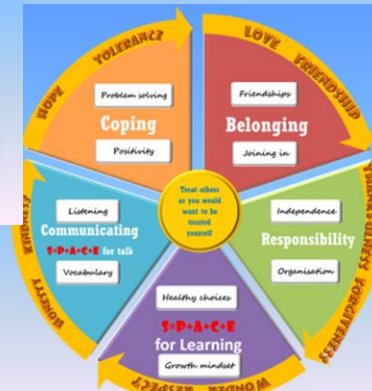 HOPE TOLERANCE
LOVE FRIENDSHIP
Problem solving
Coping
Positivity
Friendships
Belonging
Joining in
Treat others
as you would
want to be
treated
yourself
Listening
Communicating
S+P+A+C+E for talk
Vocabulary
Independence
Responsibility
Organisation
Healthy choices
S+P+A+C+E
for Learning
Growth mindset
THANKFULNESS FORGIVENESS
WONDER RESPECT
HONESTY